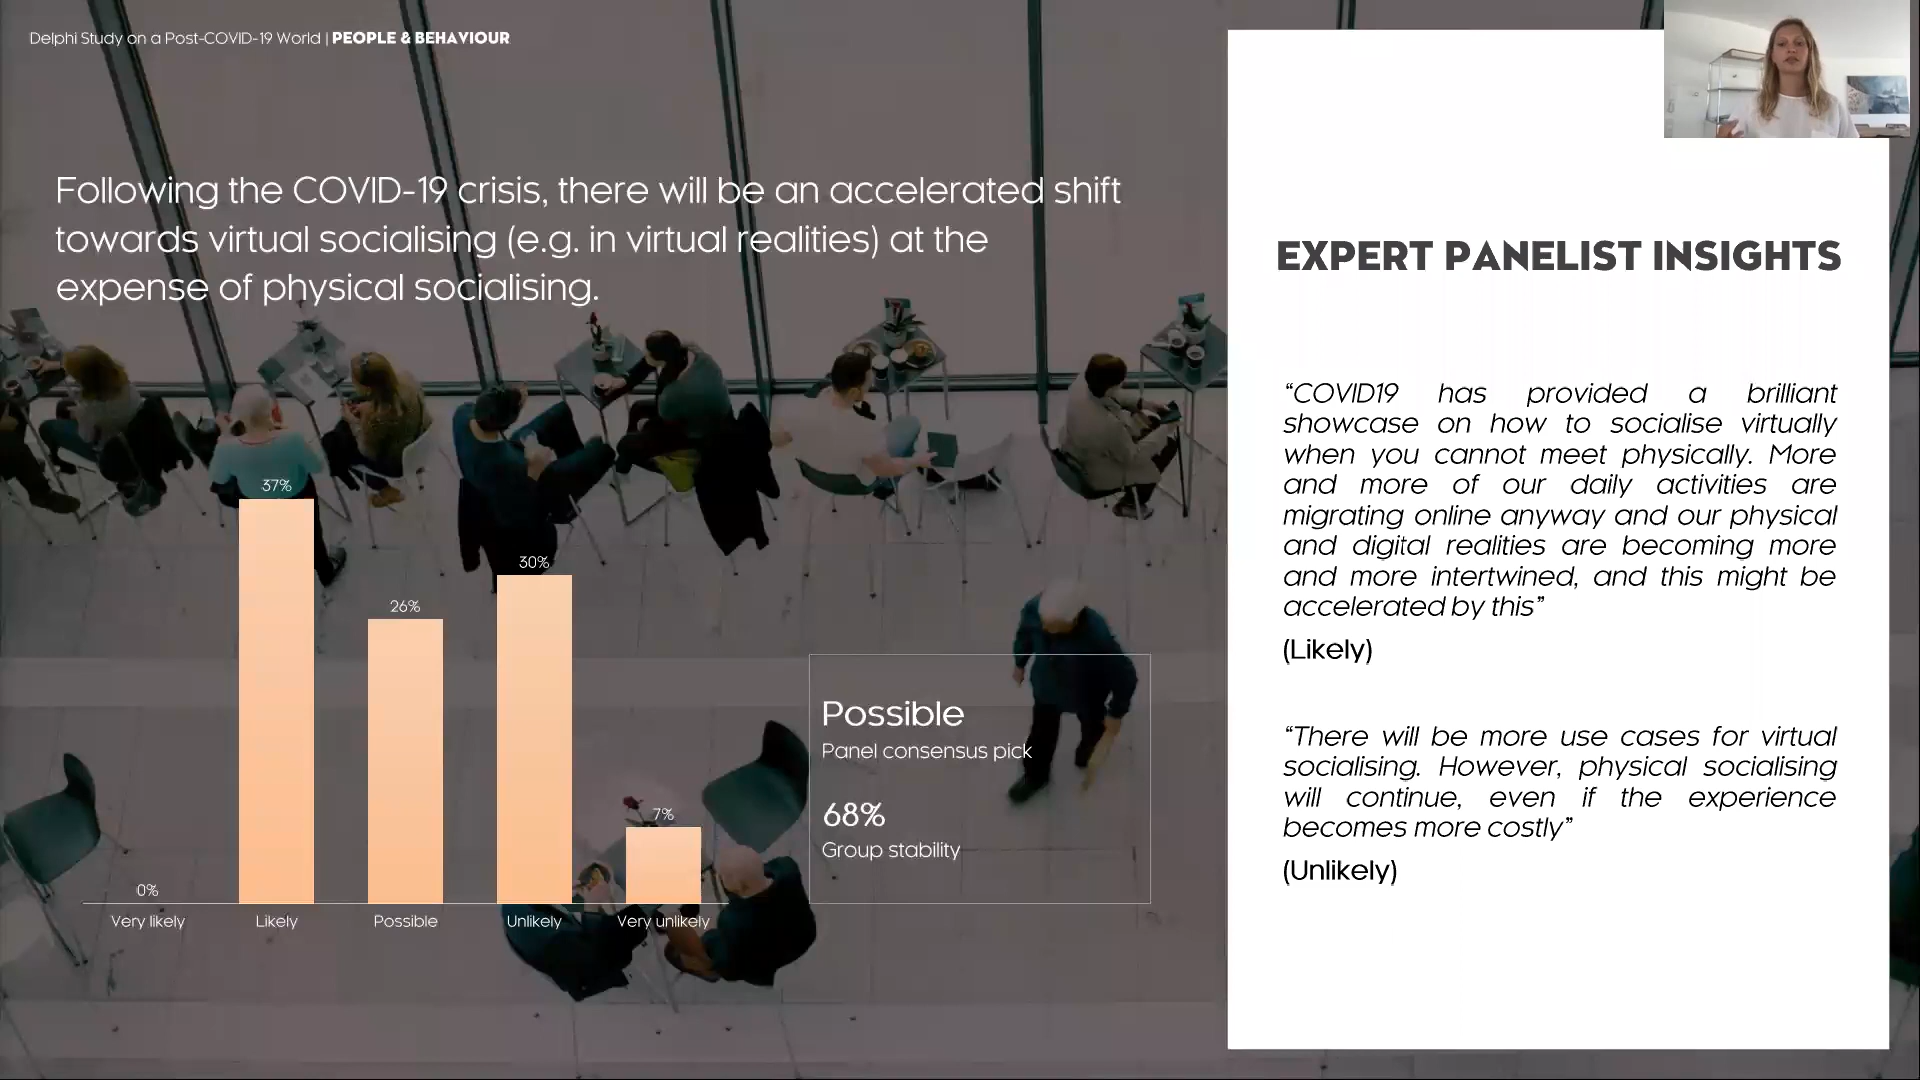 Delphi Study on a Post-COVID-19 World | PEOPLE & BEHAVIOUR
Following the COVID-19 crisis, there will be an accelerated shift
towards virtual socialising (e.g. in virtual realities) at the
expense of physical socialising.
37%
30%
26%
7%
0%
Very likely
Likely
Possible
Unlikely
Very unlikely
Possible
Panel consensus pick
68%
Group stability
EXPERT PANELIST INSIGHTS
“COVID19 has provided a brilliant
showcase on how to socialise virtually
when you cannot meet physically. More
and more of our daily activities are
migrating online anyway and our physical
and digital realities are becoming more
and more intertwined, and this might be
accelerated by this”
(Likely)
“There will be more use cases for virtual
socialising. However, physical socialising
will continue, even if the experience
becomes more costly”
(Unlikely)